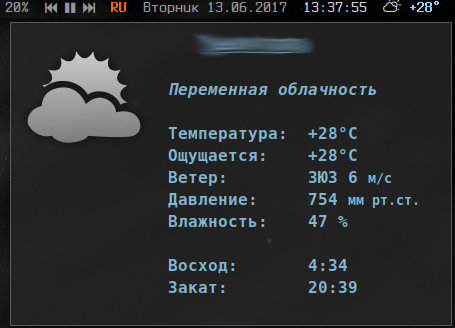 20% RU Вторник 13.06.2017 13:37:55 +28°
Переменная облачность
Температура: +28°C
Ощущается: +28°C
Ветер: ЗЮЗ 6 м/с
Давление: 754 мм рт.ст.
Влажность: 47 %
Восход: 4:34
Закат: 20:39